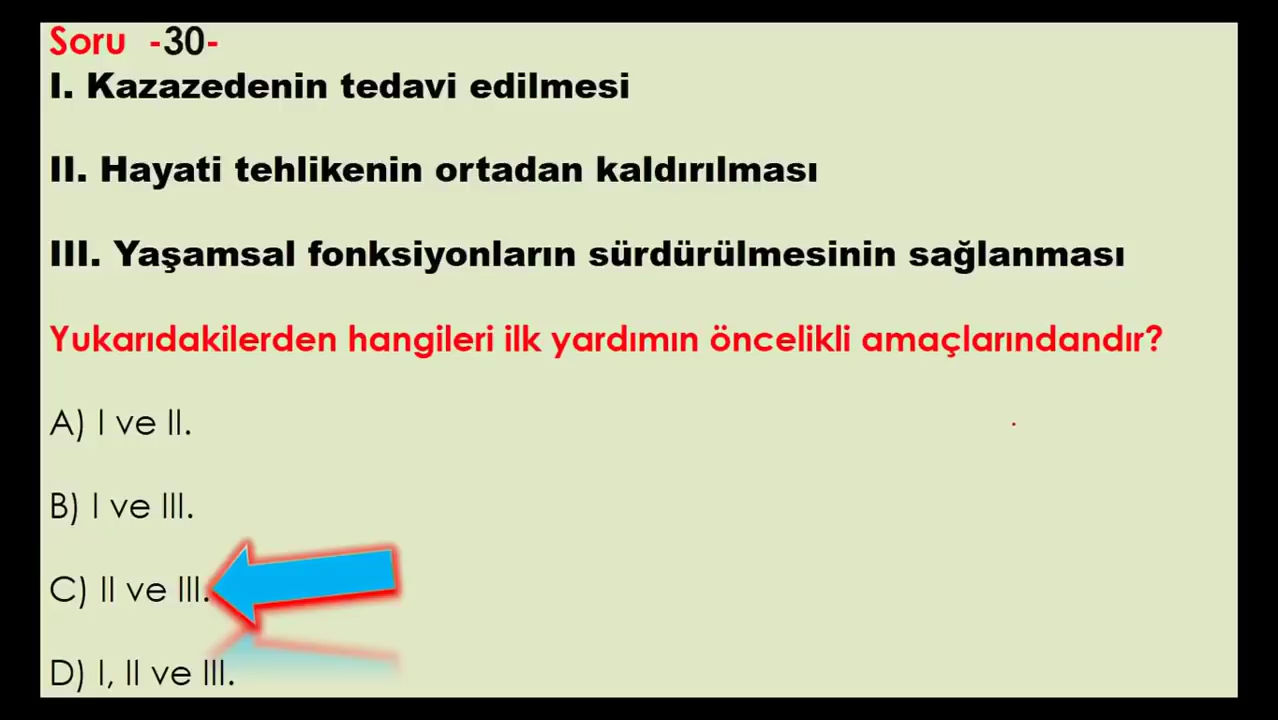 Soru -30-
I. Kazazedenin tedavi edilmesi
II. Hayati tehlikenin ortadan kaldırılması
III. Yaşamsal fonksiyonların sürdürülmesinin sağlanması
Yukarıdakilerden hangileri ilk yardımın öncelikli amaçlarındandır?
A) I ve II.
B) I ve III.
C) II ve III.
D) I, II ve III.